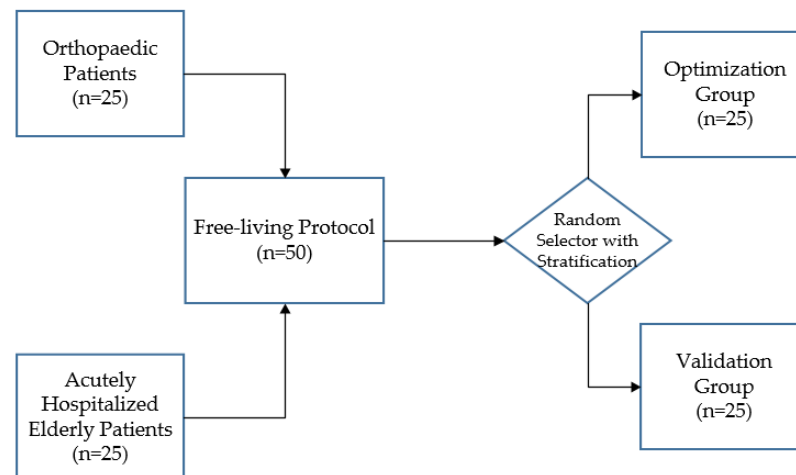 Orthopaedic
Patients
(n=25)
Acutely
Hospitalized
Elderly Patients
(n=25)
Free-living Protocol
(n=50)
Random
Selector with
Stratification
Optimization
Group
(n=25)
Validation
Group
(n=25)